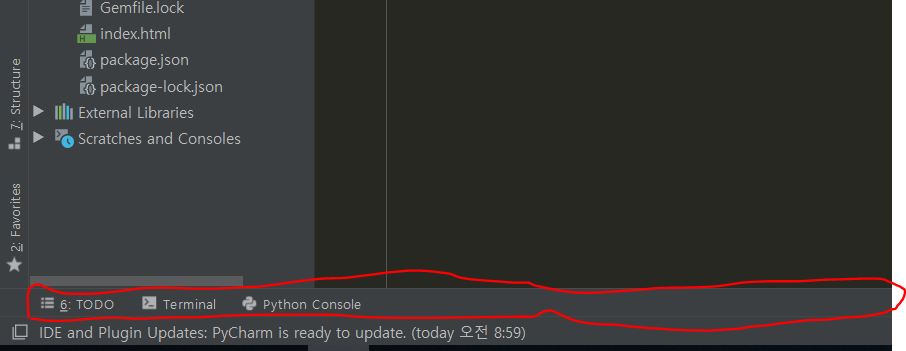 Gemfile.lock
index.html
package.json
package-lock.json
External Libraries
Scratches and Consoles
7: Structure
2: Favorites
6: TODO Terminal Python Console
IDE and Plugin Updates: PyCharm is ready to update. (today 오전 8:59)